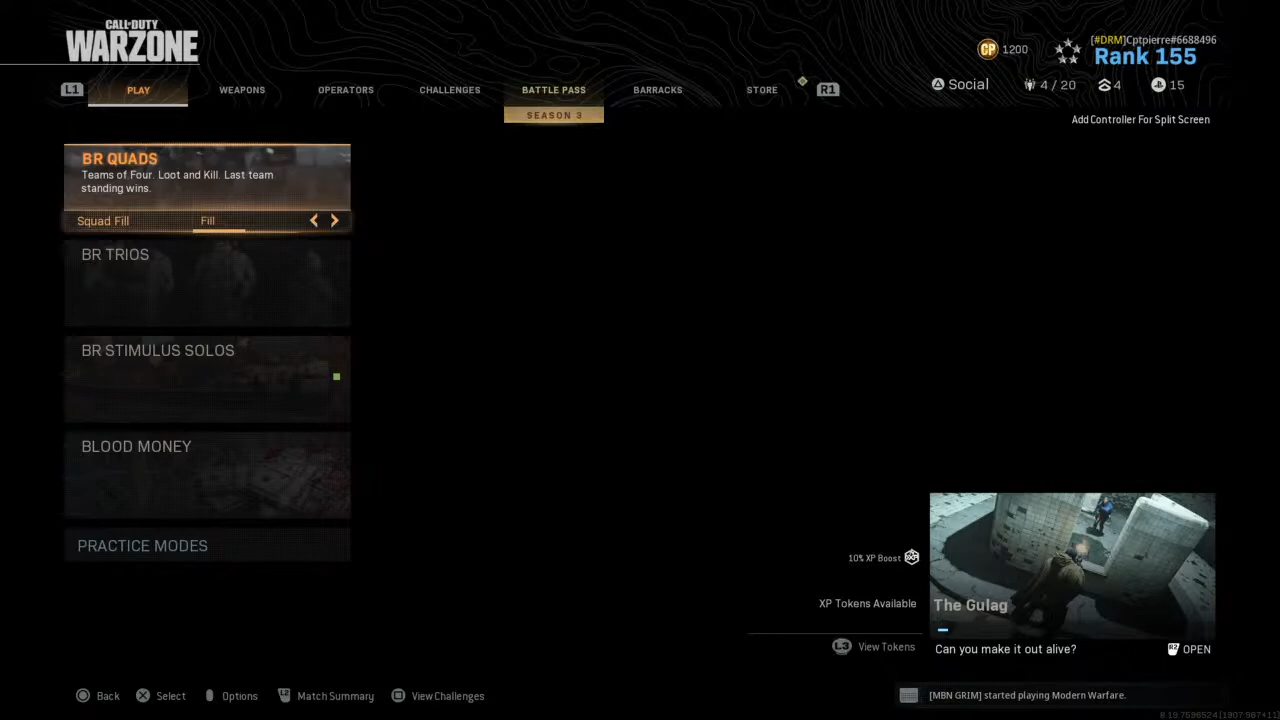 CALL OF DUTY
WARZONE
CP 1200
[#DRM]Cptpierre#6688496
Rank 155
L1
PLAY
WEAPONS
OPERATORS
CHALLENGES
BATTLE PASS
BARRACKS
STORE
R1
Social
4 / 20
4
15
SEASON 3
Add Controller For Split Screen
BR QUADS
Teams of Four. Loot and Kill. Last team
standing wins.
Squad Fill
Fill
BR TRIOS
BR STIMULUS SOLOS
BLOOD MONEY
PRACTICE MODES
10% XP Boost
XP Tokens Available
L3 View Tokens
The Gulag
Can you make it out alive?
R2 OPEN
Back
Select
Options
L2 Match Summary
View Challenges
[MBN GRIM] started playing Modern Warfare.